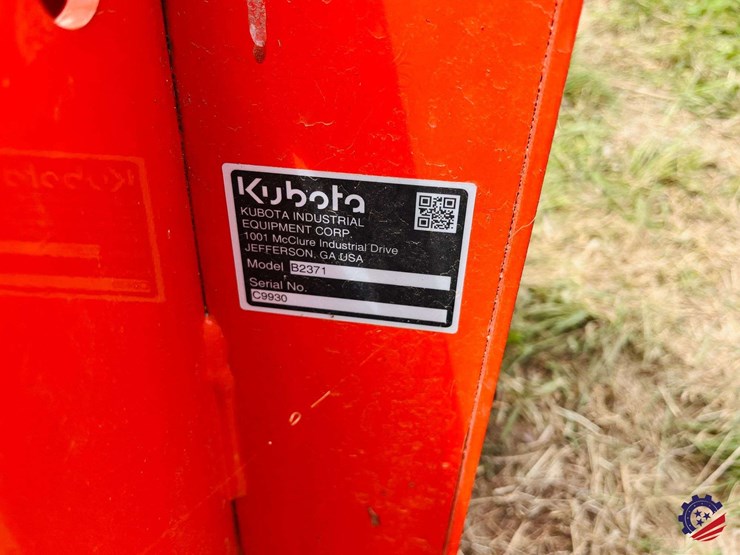 Kubota
KUBOTA INDUSTRIAL
EQUIPMENT CORP.
1001 McClure Industrial Drive
JEFFERSON, GA USA
Model B2371
Serial No.
C9930